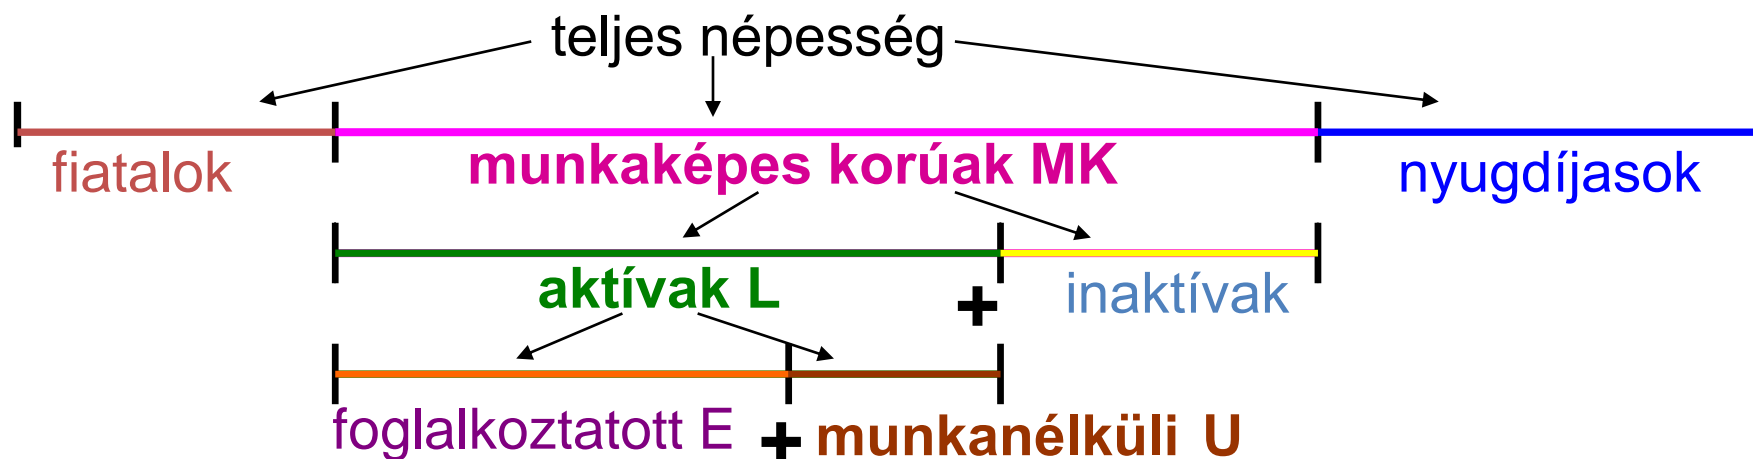 teljes népesség
fiatalok
munkaképes korúak MK
nyugdíjasok
aktívak L
+
inaktívak
foglalkoztatott E
+
munkanélküli U